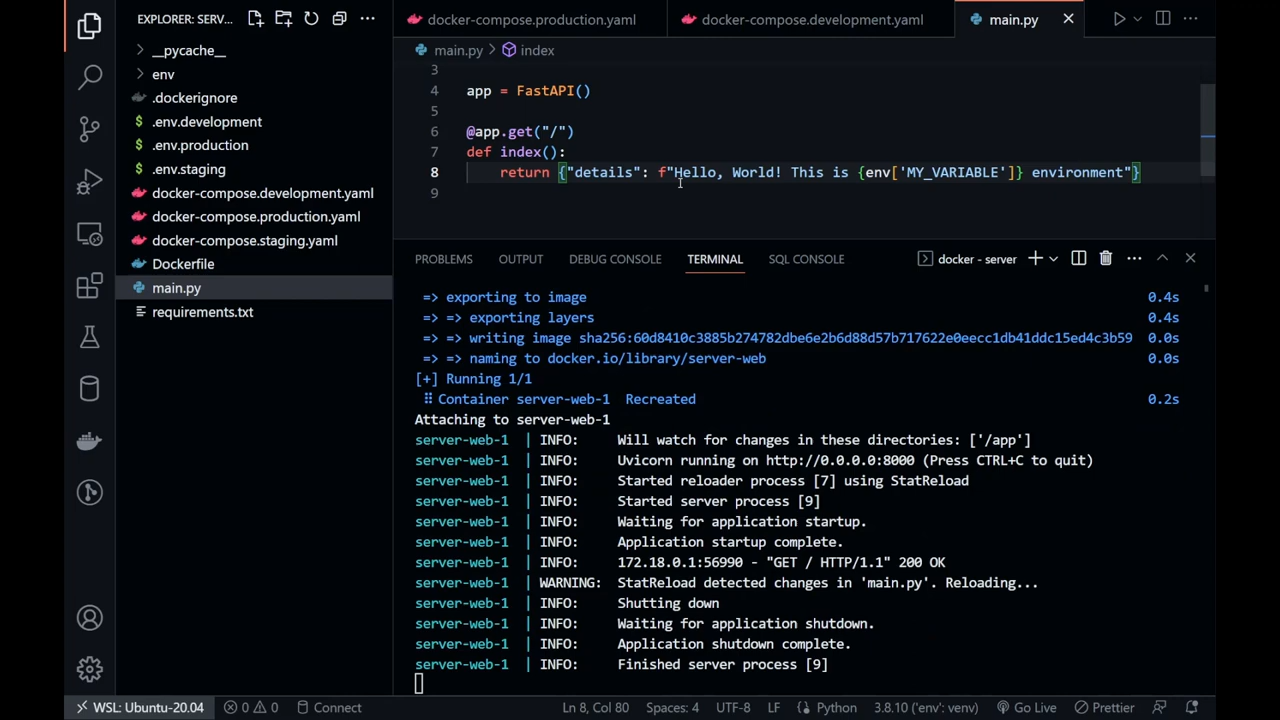 EXPLORER: SERV...
__pycache__
env
.dockerignore
.env.development
.env.production
.env.staging
docker-compose.development.yaml
docker-compose.production.yaml
docker-compose.staging.yaml
Dockerfile
main.py
requirements.txt
docker-compose.production.yaml
docker-compose.development.yaml
main.py
main.py > index
3
4 app = FastAPI()
5
6 @app.get("/")
7 def index():
8 return {"details": f"Hello, World! This is {env['MY_VARIABLE']} environment"}
9
PROBLEMS OUTPUT DEBUG CONSOLE TERMINAL SQL CONSOLE docker - server
=> exporting to image 0.4s
=> => exporting layers 0.4s
=> => writing image sha256:60d8410c3885b274782dbe6e2b6d88d57b717622e0eecc1db41ddc15ed4c3b59 0.0s
=> => naming to docker.io/library/server-web 0.0s
[+] Running 1/1
⠿ Container server-web-1 Recreated 0.2s
Attaching to server-web-1
server-web-1 | INFO: Will watch for changes in these directories: ['/app']
server-web-1 | INFO: Uvicorn running on http://0.0.0.0:8000 (Press CTRL+C to quit)
server-web-1 | INFO: Started reloader process [7] using StatReload
server-web-1 | INFO: Started server process [9]
server-web-1 | INFO: Waiting for application startup.
server-web-1 | INFO: Application startup complete.
server-web-1 | INFO: 172.18.0.1:56990 - "GET / HTTP/1.1" 200 OK
server-web-1 | WARNING: StatReload detected changes in 'main.py'. Reloading...
server-web-1 | INFO: Shutting down
server-web-1 | INFO: Waiting for application shutdown.
server-web-1 | INFO: Application shutdown complete.
server-web-1 | INFO: Finished server process [9]
WSL: Ubuntu-20.04 0 0 Connect Ln 8, Col 80 Spaces: 4 UTF-8 LF Python 3.8.10 ('env': venv) Go Live Prettier